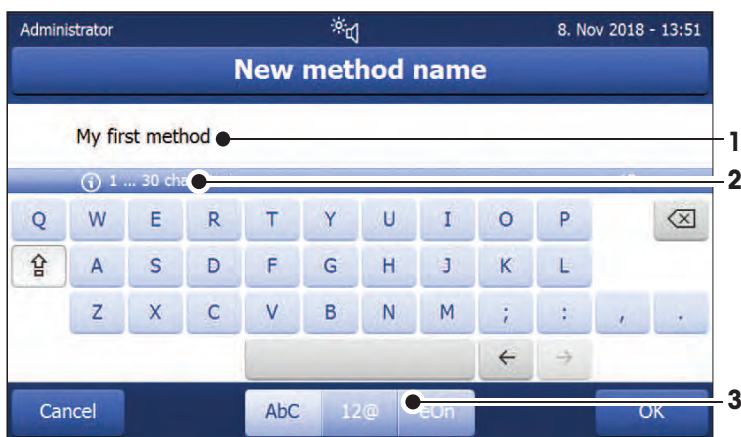 Administrator 8. Nov 2018 - 13:51
New method name
My first method 1
1 ... 30 cha 2
Q W E R T Y U I O P
A S D F G H J K L
Z X C V B N M ; : , .
← →
Cancel AbC 12@ €Ön OK 3